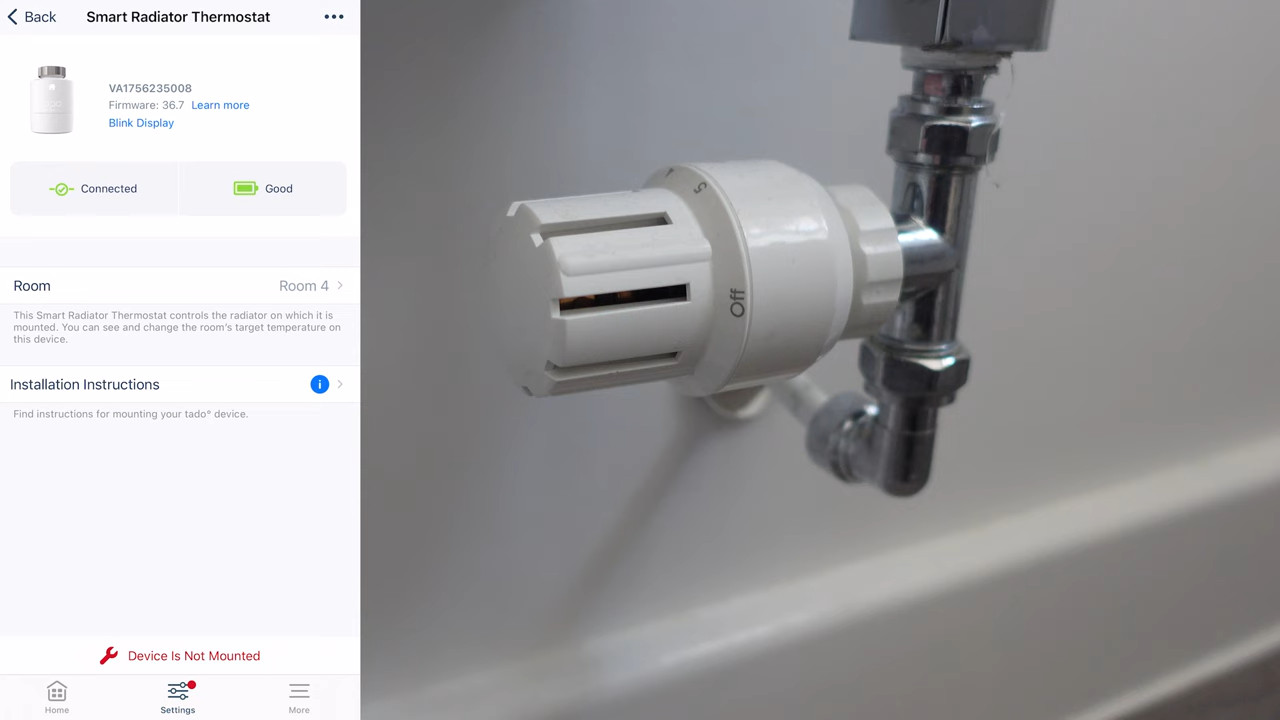 Back
Smart Radiator Thermostat
VA1756235008
Firmware: 36.7 Learn more
Blink Display
Connected
Good
Room
Room 4
This Smart Radiator Thermostat controls the radiator on which it is
mounted. You can see and change the room's target temperature on
this device.
Installation Instructions
Find instructions for mounting your tado° device.
Device Is Not Mounted
Home
Settings
More
5
Off